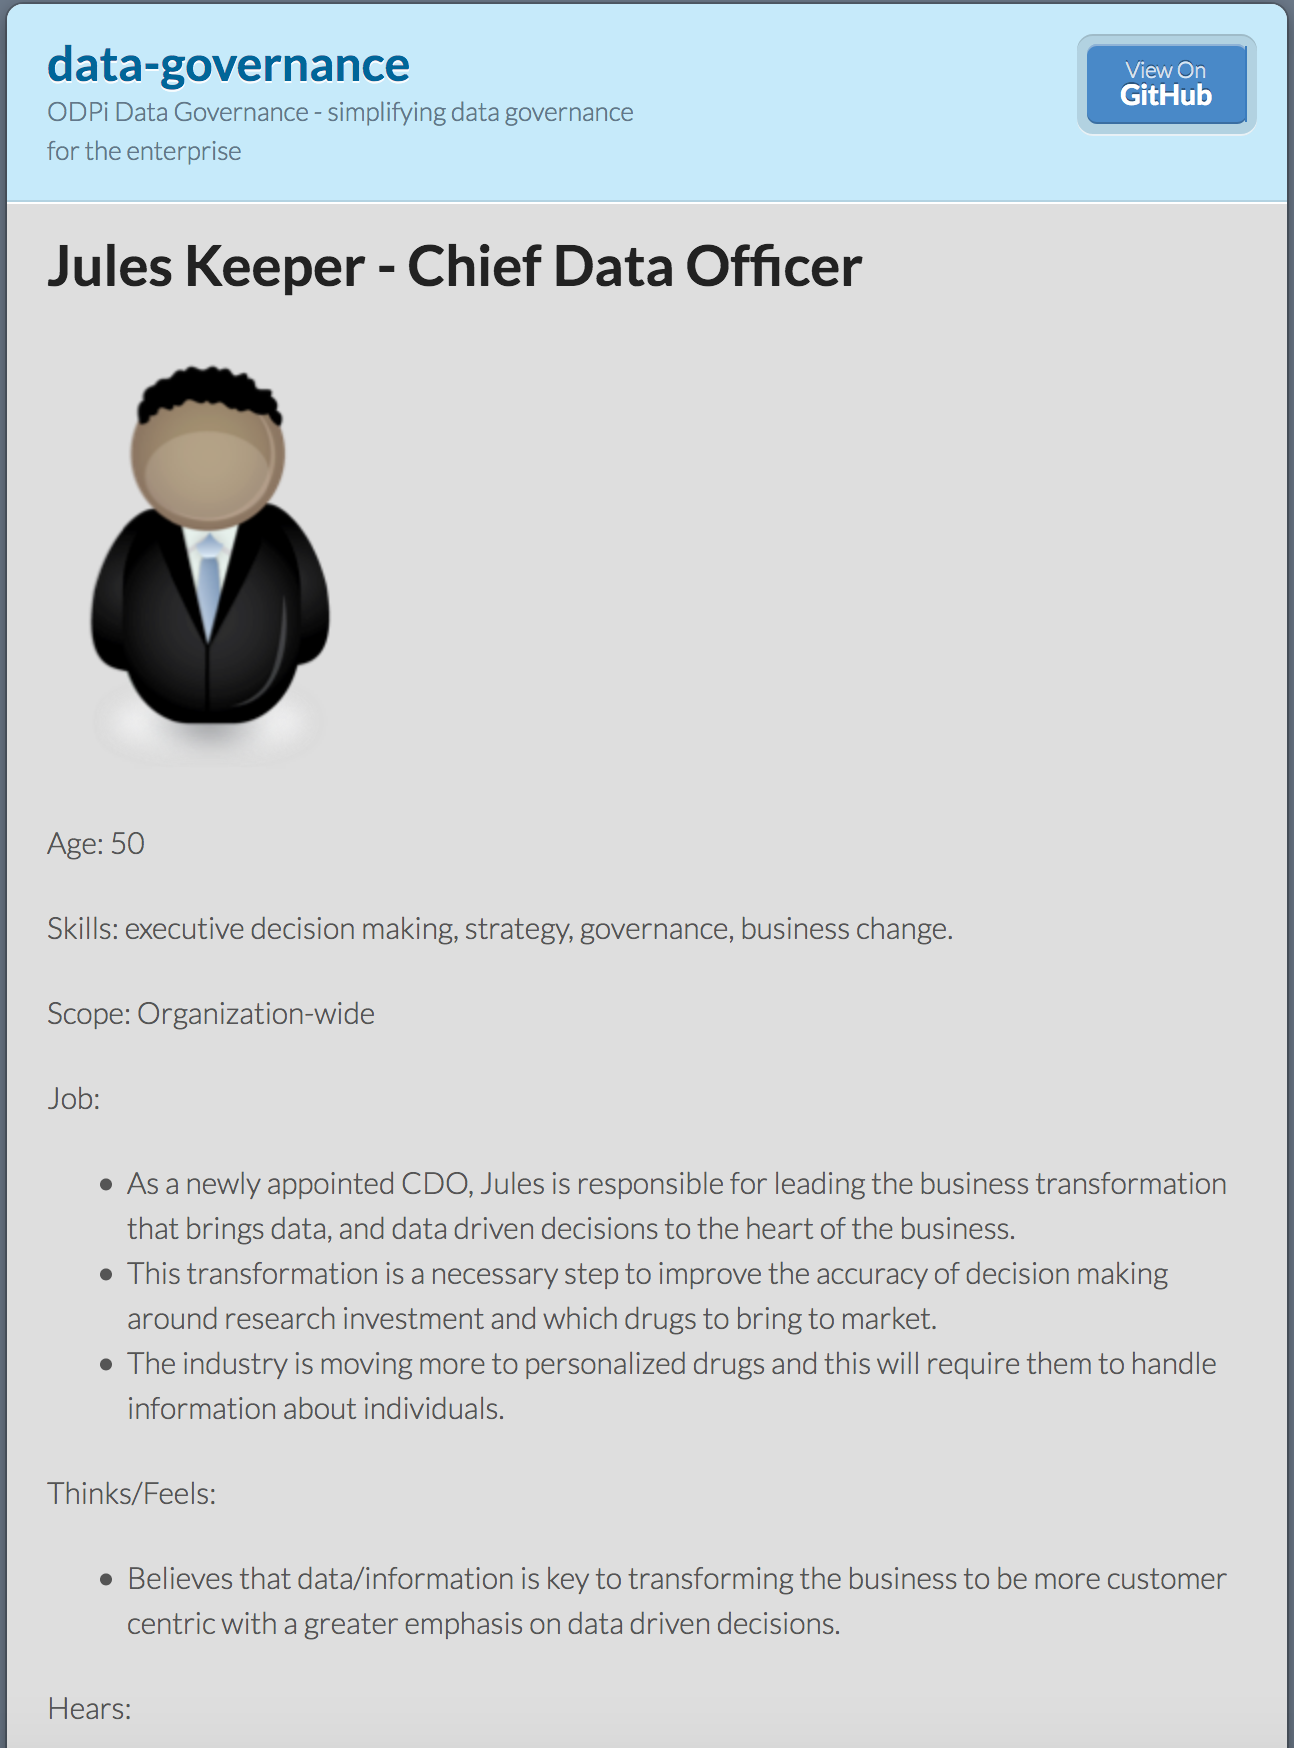 data-governance
ODPi Data Governance - simplifying data governance
for the enterprise
View On
GitHub
Jules Keeper - Chief Data Officer
Age: 50
Skills: executive decision making, strategy, governance, business change.
Scope: Organization-wide
Job:
• As a newly appointed CDO, Jules is responsible for leading the business transformation
that brings data, and data driven decisions to the heart of the business.
• This transformation is a necessary step to improve the accuracy of decision making
around research investment and which drugs to bring to market.
• The industry is moving more to personalized drugs and this will require them to handle
information about individuals.
Thinks/Feels:
• Believes that data/information is key to transforming the business to be more customer
centric with a greater emphasis on data driven decisions.
Hears: